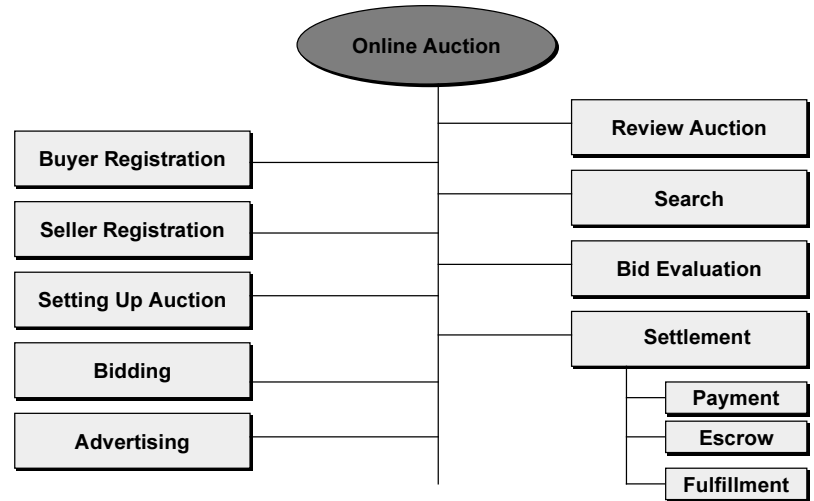 Online Auction
Buyer Registration
Seller Registration
Setting Up Auction
Bidding
Advertising
Review Auction
Search
Bid Evaluation
Settlement
Payment
Escrow
Fulfillment